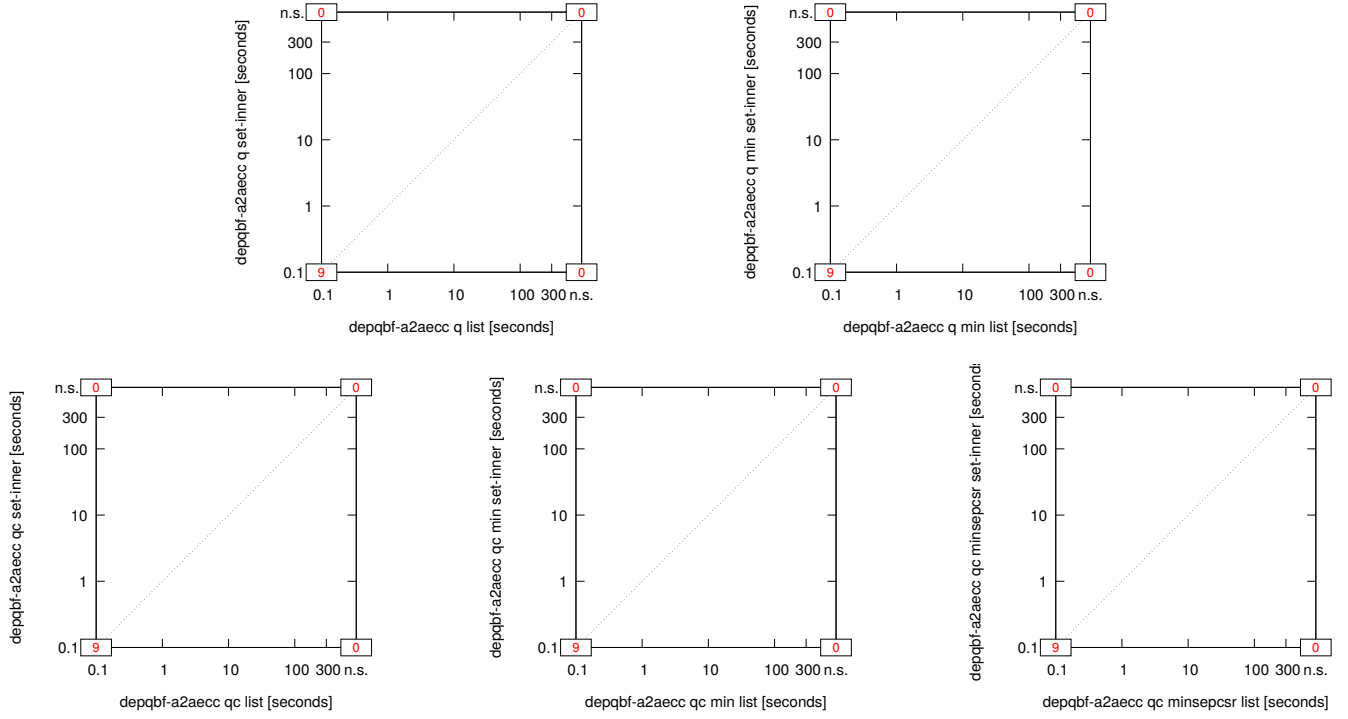 n.s. 0 0
300
100
10
1
0.1 9 0
0.1 1 10 100 300 n.s.
depqbf-a2aecc q set-inner [seconds]
depqbf-a2aecc q list [seconds]
0 0
300
100
10
1
0.1 9 0
0.1 1 10 100 300 n.s.
n.s.
depqbf-a2aecc q min set-inner [seconds]
depqbf-a2aecc q min list [seconds]
n.s. 0 0
300
100
10
1
0.1 9 0
0.1 1 10 100 300 n.s.
depqbf-a2aecc qc set-inner [seconds]
depqbf-a2aecc qc list [seconds]
n.s. 0 0
300
100
10
1
0.1 9 0
0.1 1 10 100 300 n.s.
depqbf-a2aecc qc min set-inner [seconds]
depqbf-a2aecc qc min list [seconds]
n.s. 0 0
300
100
10
1
0.1 9 0
0.1 1 10 100 300 n.s.
depqbf-a2aecc qc minsepcsr set-inner [second
depqbf-a2aecc qc minsepcsr list [seconds]